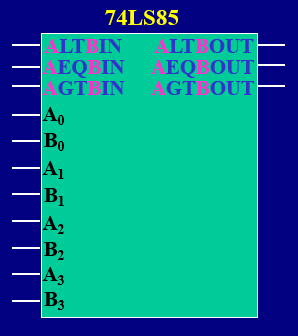 74LS85
ALTBIN ALTBOUT
AEQBIN AEQBOUT
AGTBIN AGTBOUT
A0
B0
A1
B1
A2
B2
A3
B3